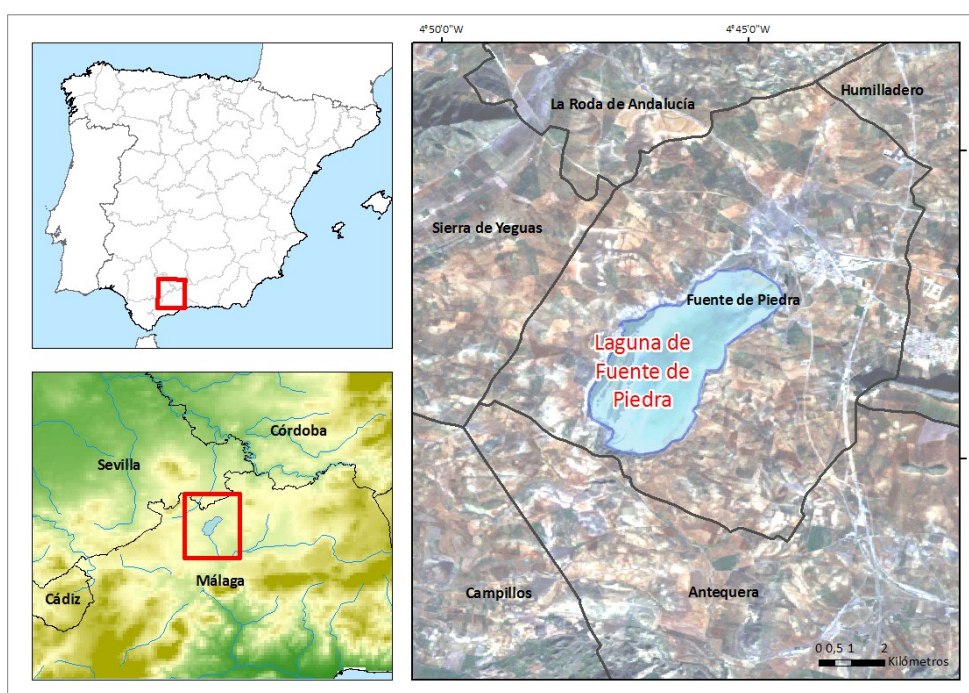 4°50'0"W
4°45'0"W
La Roda de Andalucía
Humilladero
Sierra de Yeguas
Fuente de Piedra
Laguna de
Fuente de
Piedra
Córdoba
Sevilla
Málaga
Cádiz
Campillos
Antequera
0 0,5 1 2
Kilómetros